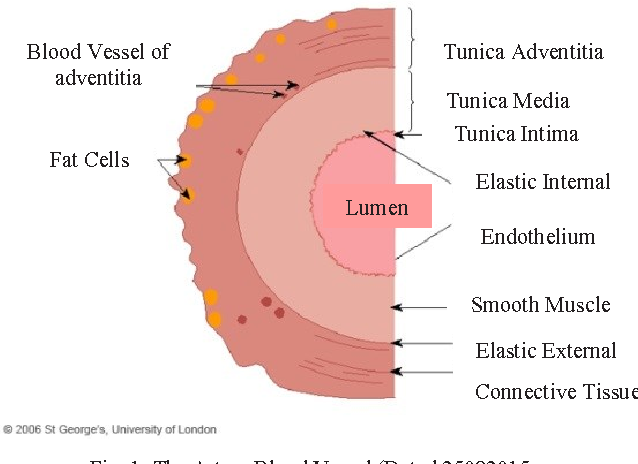 Blood Vessel of
adventitia
Fat Cells
Tunica Adventitia
Tunica Media
Tunica Intima
Elastic Internal
Lumen
Endothelium
Smooth Muscle
Elastic External
Connective Tissue
© 2006 St George's, University of London